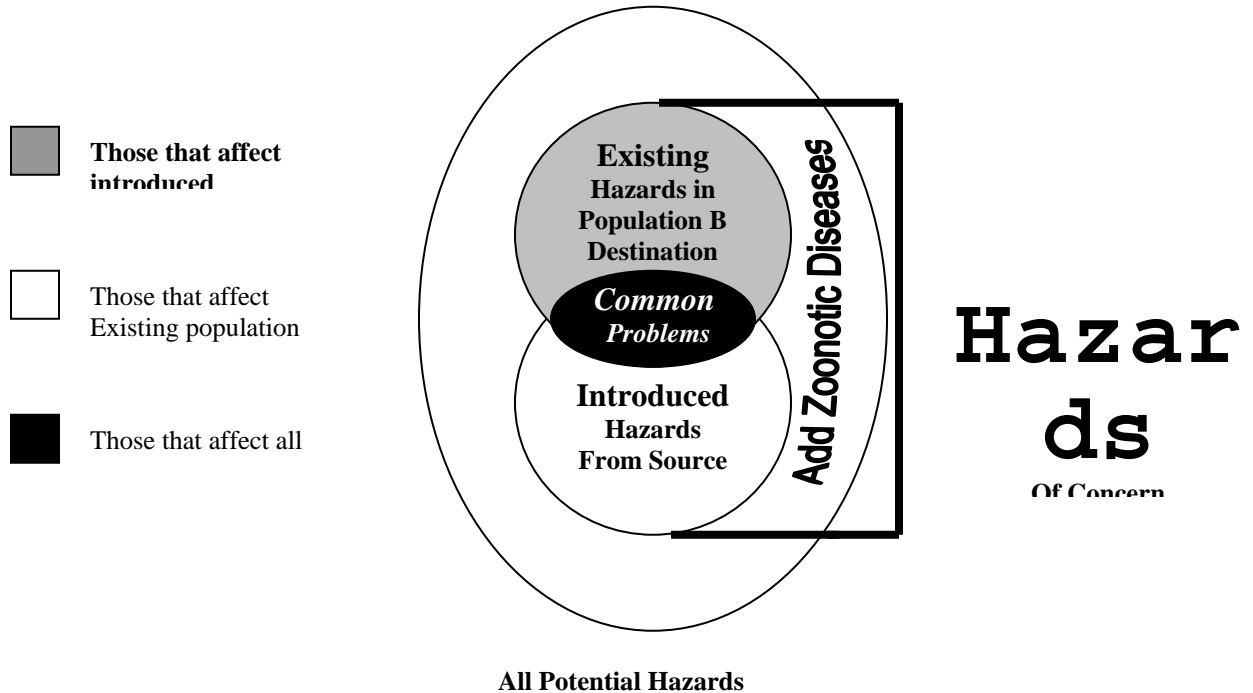 Those that affect
introduced
Those that affect
Existing population
Those that affect all
Existing
Hazards in
Population B
Destination
Common
Problems
Introduced
Hazards
From Source
Add Zoonotic Diseases
Hazar
ds
Of Concern
All Potential Hazards